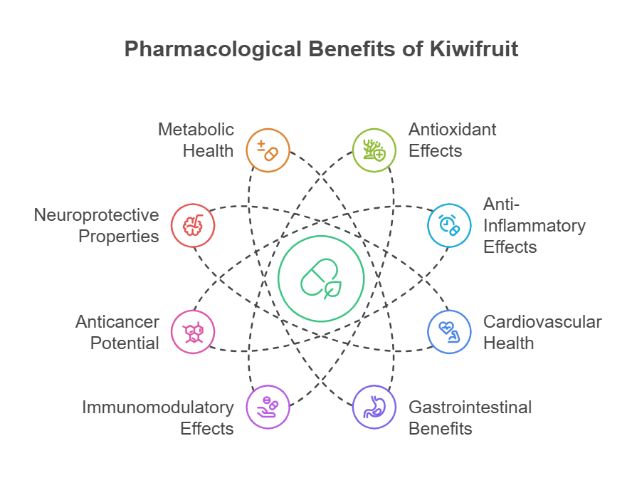 Pharmacological Benefits of Kiwifruit
Metabolic
Health
Antioxidant
Effects
Neuroprotective
Properties
Anti-
Inflammatory
Effects
Anticancer
Potential
Cardiovascular
Health
Immunomodulatory
Effects
Gastrointestinal
Benefits